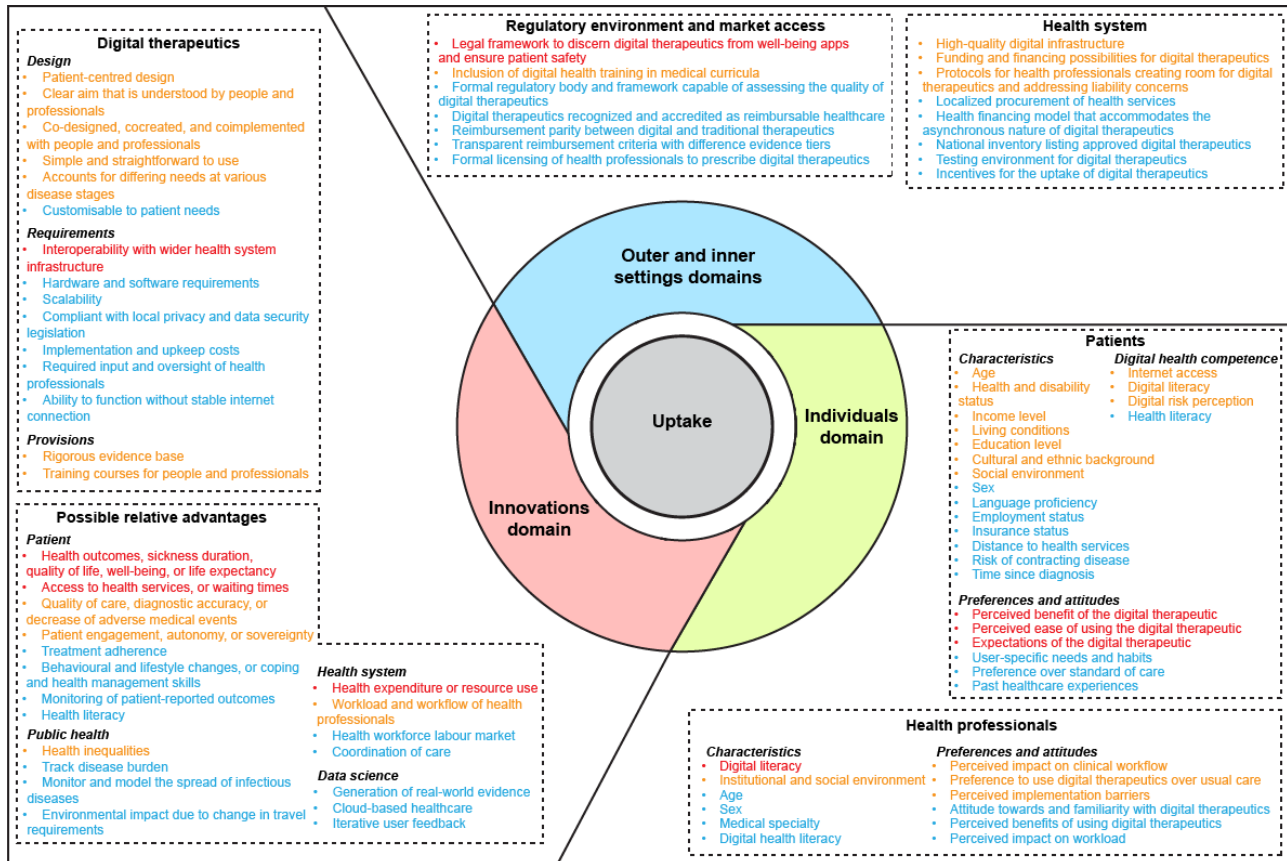 Digital therapeutics
Design
• Patient-centred design
• Clear aim that is understood by people and
professionals
• Co-designed, cocreated, and coimplemented
with people and professionals
• Simple and straightforward to use
• Accounts for differing needs at various
disease stages
• Customisable to patient needs
Requirements
• Interoperability with wider health system
infrastructure
• Hardware and software requirements
• Scalability
• Compliant with local privacy and data security
legislation
• Implementation and upkeep costs
• Required input and oversight of health
professionals
• Ability to function without stable internet
connection
Provisions
• Rigorous evidence base
• Training courses for people and professionals
Possible relative advantages
Patient
• Health outcomes, sickness duration,
quality of life, well-being, or life expectancy
• Access to health services, or waiting times
• Quality of care, diagnostic accuracy, or
decrease of adverse medical events
• Patient engagement, autonomy, or sovereignty
• Treatment adherence
• Behavioural and lifestyle changes, or coping
and health management skills
• Monitoring of patient-reported outcomes
• Health literacy
Public health
• Health inequalities
• Track disease burden
• Monitor and model the spread of infectious
diseases
• Environmental impact due to change in travel
requirements
Health system
• Health expenditure or resource use
• Workload and workflow of health
professionals
• Health workforce labour market
• Coordination of care
Data science
• Generation of real-world evidence
• Cloud-based healthcare
• Iterative user feedback
Regulatory environment and market access
• Legal framework to discern digital therapeutics from well-being apps
and ensure patient safety
• Inclusion of digital health training in medical curricula
• Formal regulatory body and framework capable of assessing the quality of
digital therapeutics
• Digital therapeutics recognized and accredited as reimbursable healthcare
• Reimbursement parity between digital and traditional therapeutics
• Transparent reimbursement criteria with difference evidence tiers
• Formal licensing of health professionals to prescribe digital therapeutics
Health system
• High-quality digital infrastructure
• Funding and financing possibilities for digital therapeutics
• Protocols for health professionals creating room for digital
therapeutics and addressing liability concerns
• Localized procurement of health services
• Health financing model that accommodates the
asynchronous nature of digital therapeutics
• National inventory listing approved digital therapeutics
• Testing environment for digital therapeutics
• Incentives for the uptake of digital therapeutics
Outer and inner
settings domains
Uptake
Individuals
domain
Innovations
domain
Patients
Characteristics
• Age
• Health and disability
status
• Income level
• Living conditions
• Education level
• Cultural and ethnic background
• Social environment
• Sex
• Language proficiency
• Employment status
• Insurance status
• Distance to health services
• Risk of contracting disease
• Time since diagnosis
Digital health competence
• Internet access
• Digital literacy
• Digital risk perception
• Health literacy
Preferences and attitudes
• Perceived benefit of the digital therapeutic
• Perceived ease of using the digital therapeutic
• Expectations of the digital therapeutic
• User-specific needs and habits
• Preference over standard of care
• Past healthcare experiences
Health professionals
Characteristics
• Digital literacy
• Institutional and social environment
• Age
• Sex
• Medical specialty
• Digital health literacy
Preferences and attitudes
• Perceived impact on clinical workflow
• Preference to use digital therapeutics over usual care
• Perceived implementation barriers
• Attitude towards and familiarity with digital therapeutics
• Perceived benefits of using digital therapeutics
• Perceived impact on workload